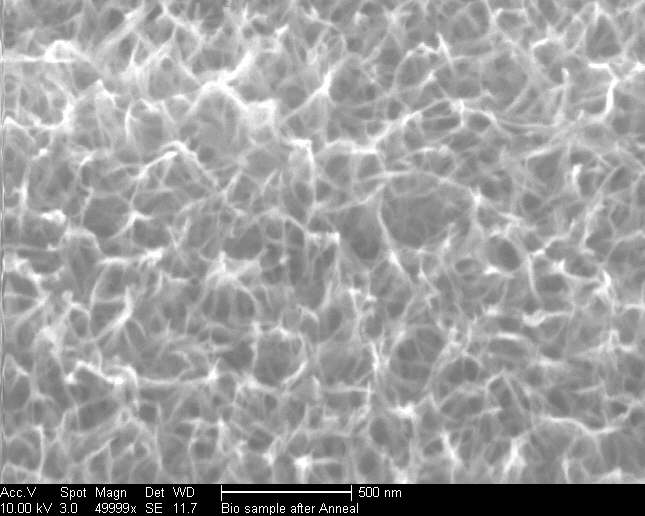 Acc.V Spot Magn Det WD 500 nm
10.00 kV 3.0 49999x SE 11.7 Bio sample after Anneal